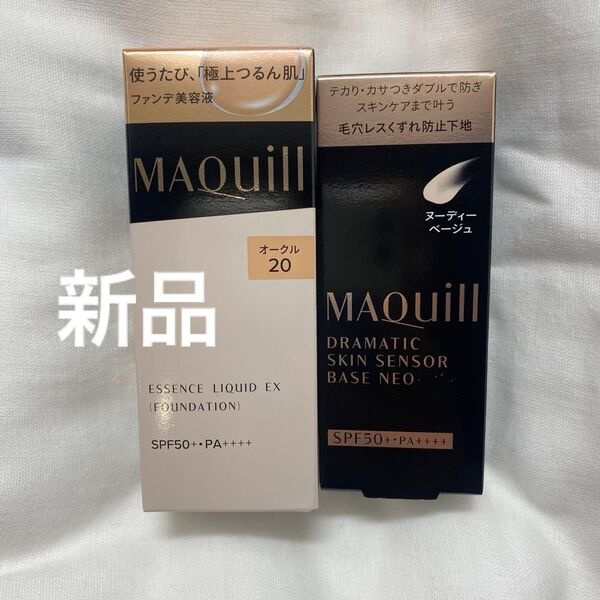 使うたび、「極上つるん肌」
ファンデ美容液
MAQuill
オークル
20
ESSENCE LIQUID EX
(FOUNDATION)
SPF50+・PA++++
テカリ・カサつきダブルで防ぎ
スキンケアまで叶う
毛穴レスくずれ防止下地
ヌーディー
ベージュ
MAQuill
DRAMATIC
SKIN SENSOR
BASE NEO
SPF50+・PA++++
新品